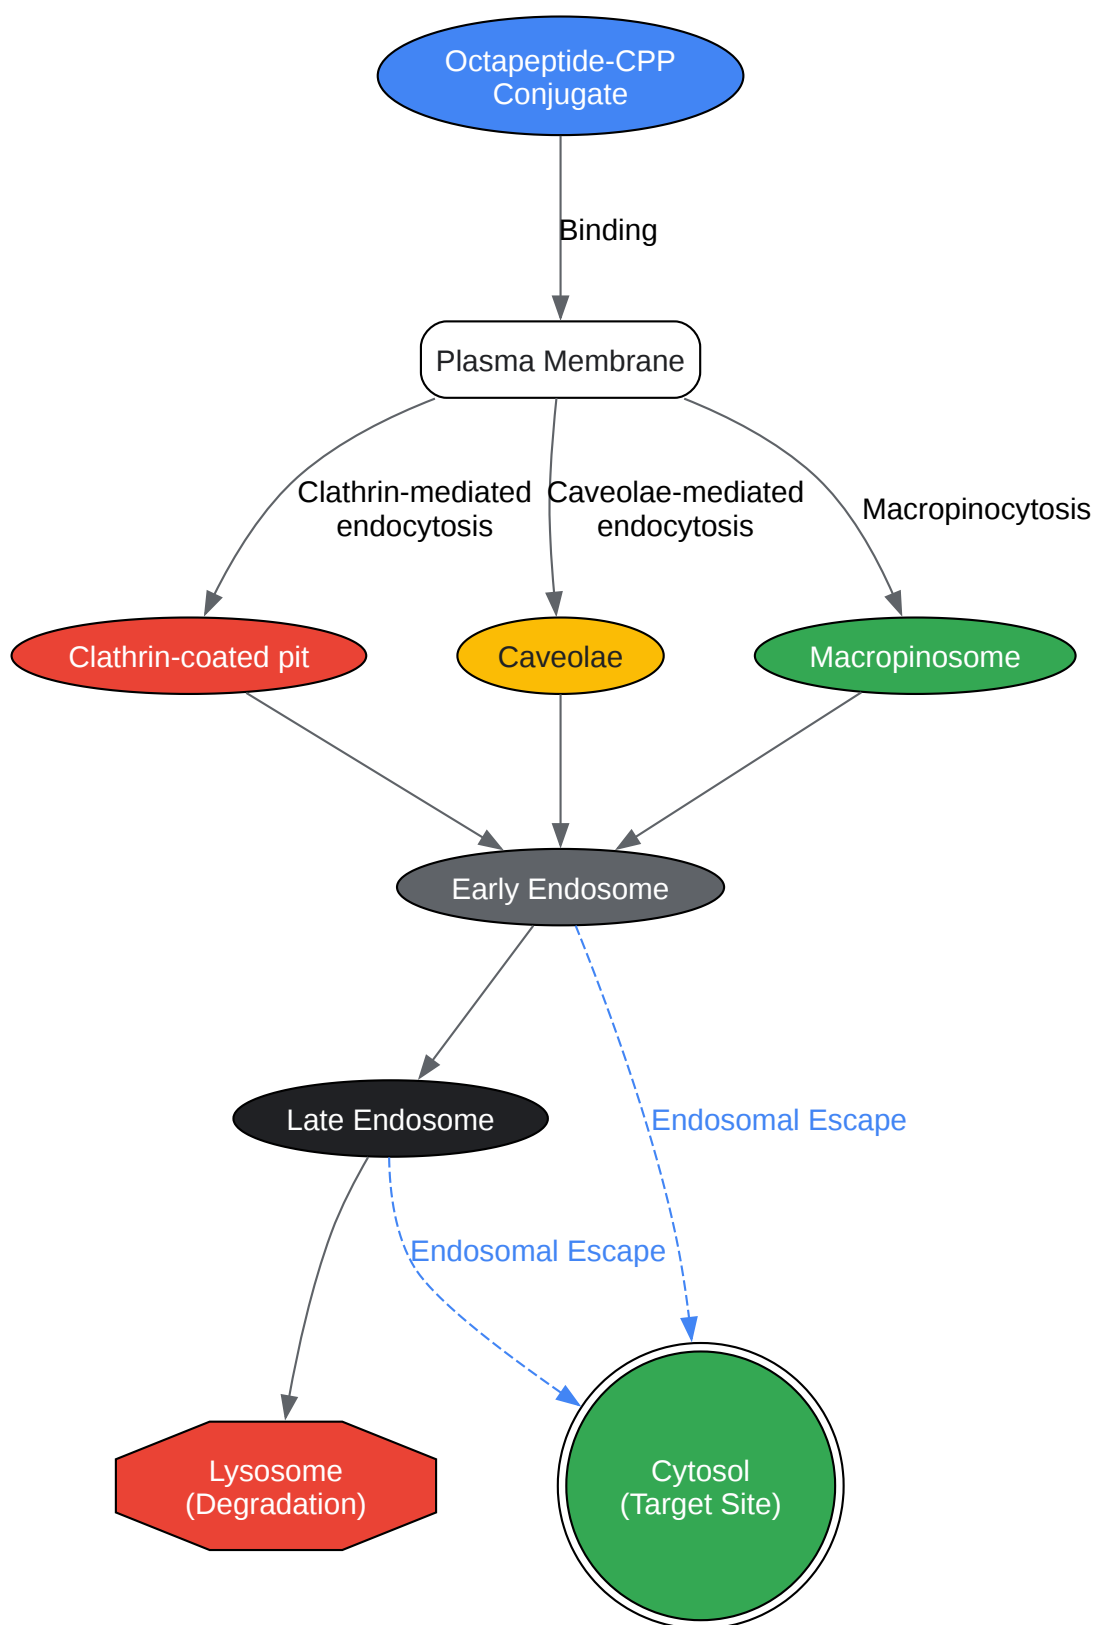 Octapeptide-CPP
Conjugate
Binding
Plasma Membrane
Clathrin-mediated
endocytosis
Caveolae-mediated
endocytosis
Macropinocytosis
Clathrin-coated pit
Caveolae
Macropinosome
Early Endosome
Late Endosome
Endosomal Escape
Endosomal Escape
Lysosome
(Degradation)
Cytosol
(Target Site)